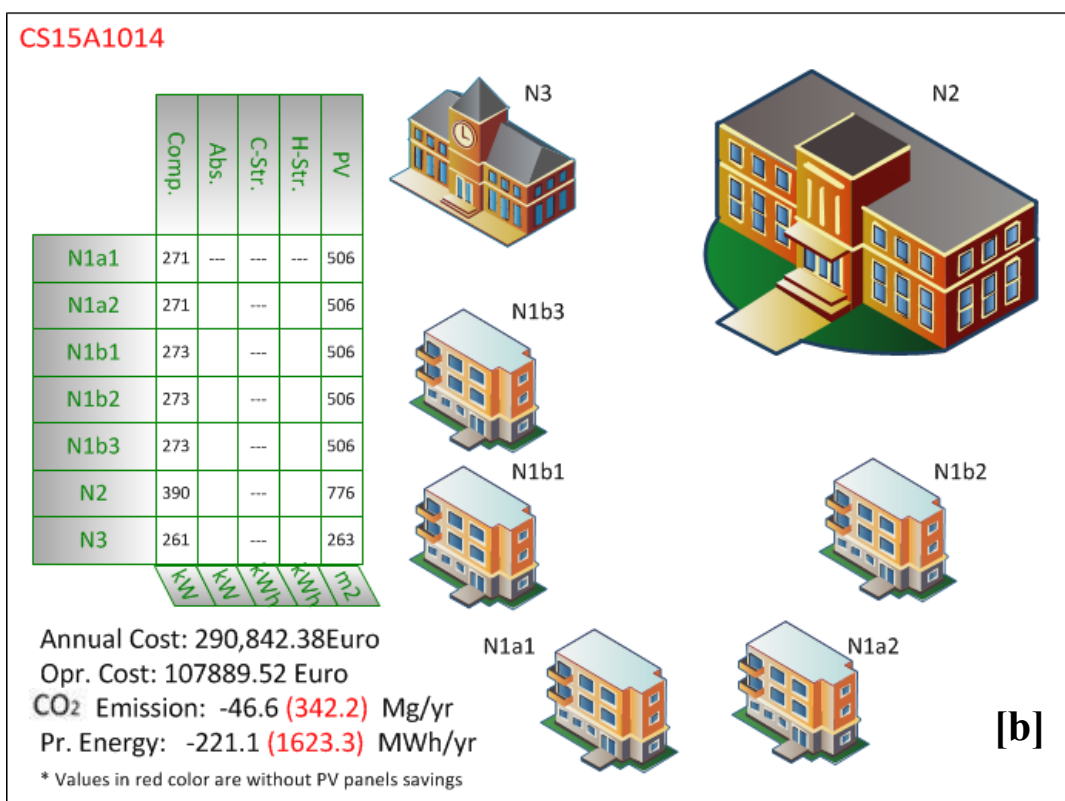 CS15A1014
Comp. Abs. C-Str. H-Str. PV
N1a1 271 --- --- --- 506
N1a2 271 --- 506
N1b1 273 --- 506
N1b2 273 --- 506
N1b3 273 --- 506
N2 390 --- 776
N3 261 --- 263
kW kW kWh kWh m2
N3
N2
N1b3
N1b1
N1b2
N1a1
N1a2
Annual Cost: 290,842.38Euro
Opr. Cost: 107889.52 Euro
CO2 Emission: -46.6 (342.2) Mg/yr
Pr. Energy: -221.1 (1623.3) MWh/yr
* Values in red color are without PV panels savings
[b]